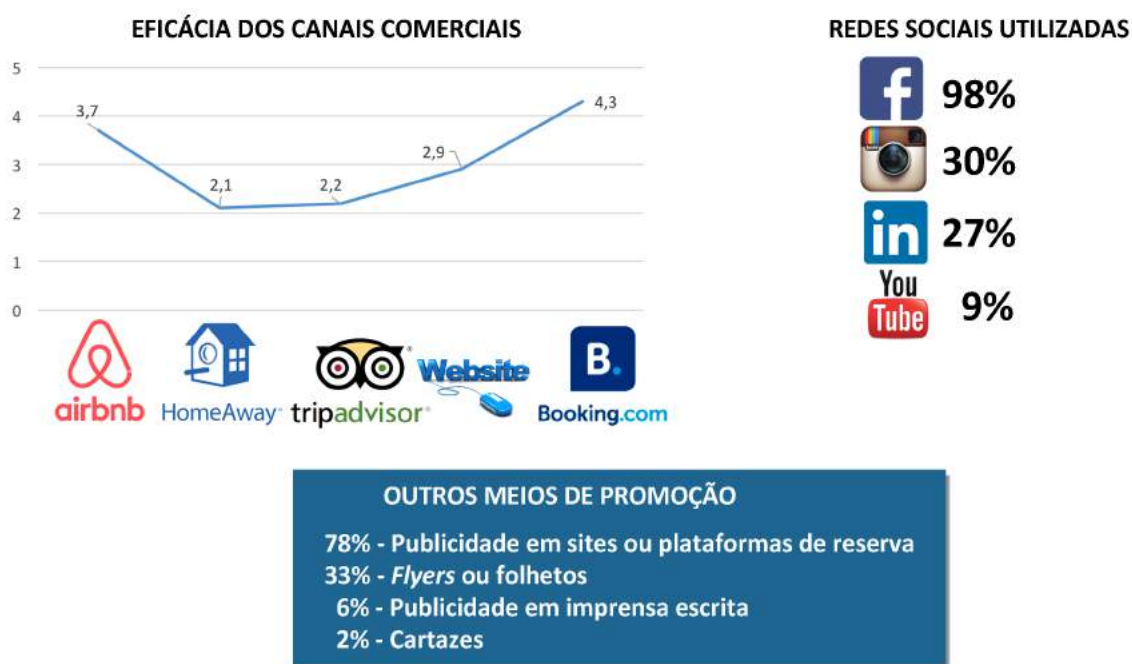 EFICÁCIA DOS CANAIS COMERCIAIS
5
4
3
2
1
0
3,7
2,1
2,2
2,9
4,3
airbnb
HomeAway
tripadvisor®
Website
B.
Booking.com
REDES SOCIAIS UTILIZADAS
f 98%
30%
in 27%
You
Tube 9%
OUTROS MEIOS DE PROMOÇÃO
78% - Publicidade em sites ou plataformas de reserva
33% - Flyers ou folhetos
6% - Publicidade em imprensa escrita
2% - Cartazes